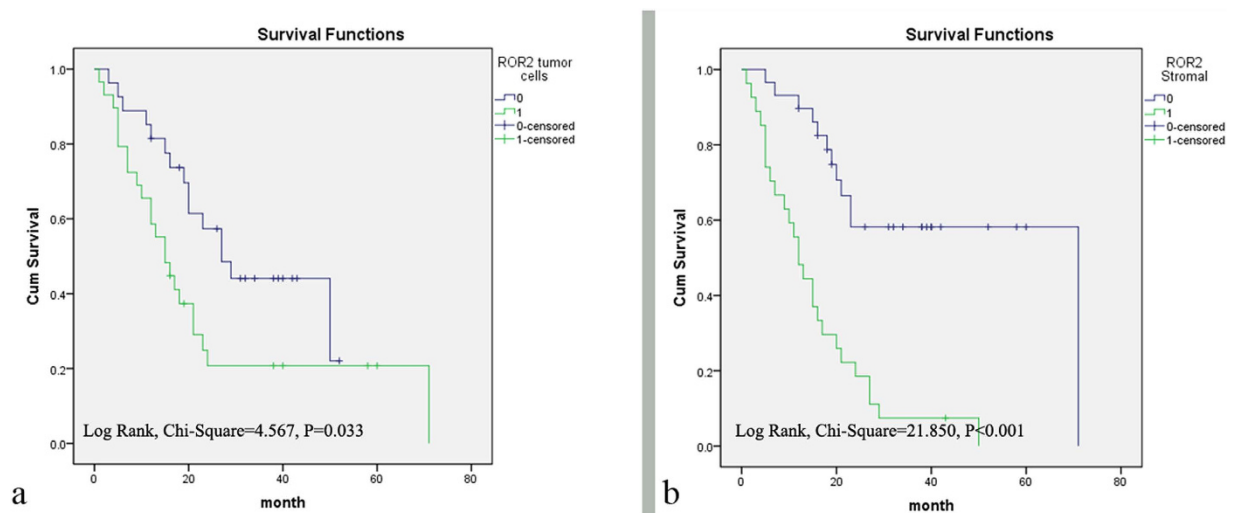 Survival Functions
ROR2 tumor
cells
0
1
0-censored
1-censored
1.0
0.8
0.6
0.4
0.2
0.0
Cum Survival
Log Rank, Chi-Square=4.567, P=0.033
0
20
40
60
80
month
a
Survival Functions
ROR2
Stromal
0
1
0-censored
1-censored
1.0
0.8
0.6
0.4
0.2
0.0
Cum Survival
Log Rank, Chi-Square=21.850, P<0.001
0
20
40
60
80
month
b